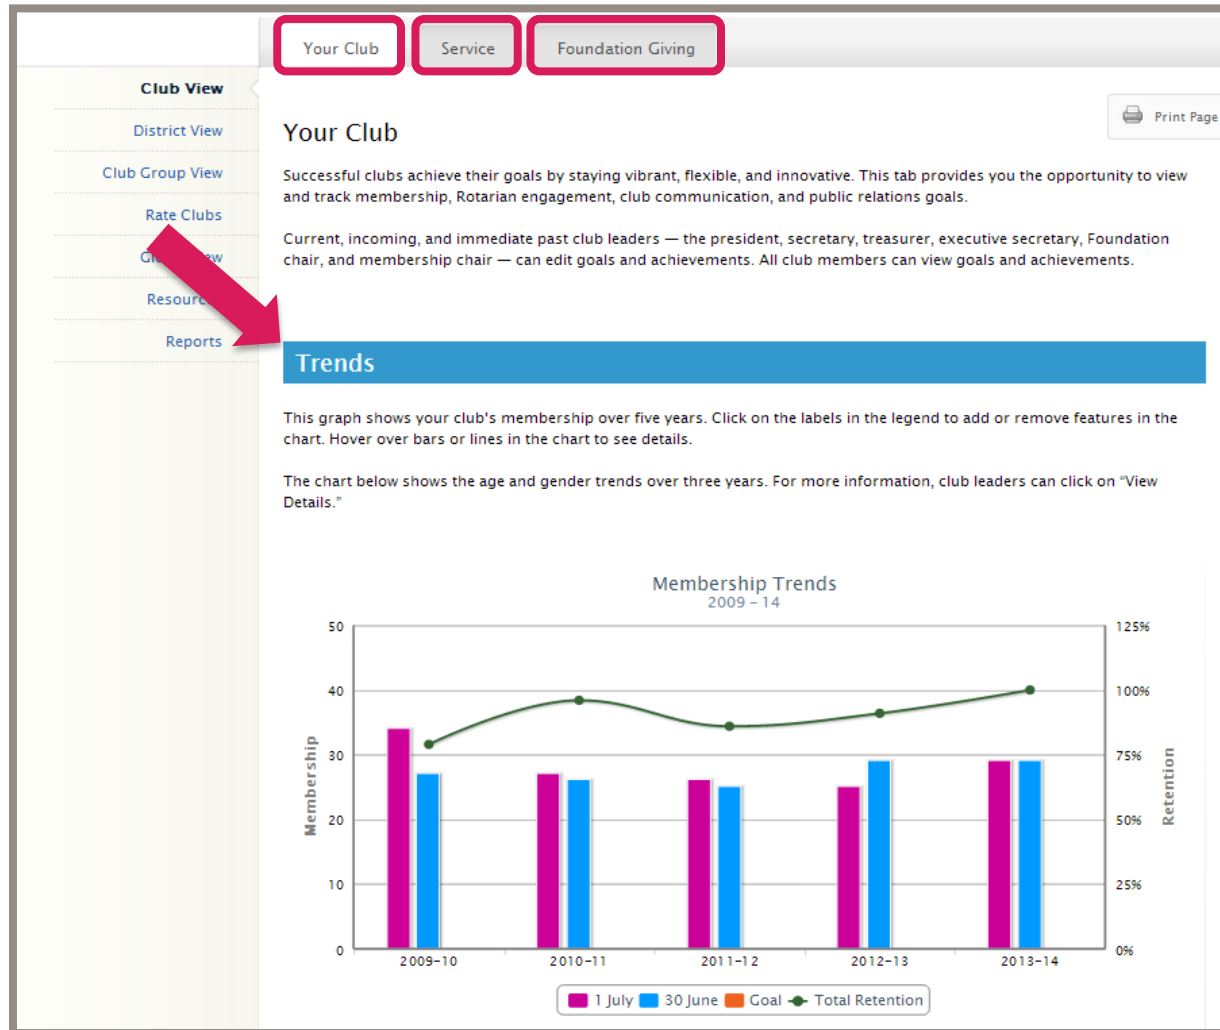 Your Club
Service
Foundation Giving
Club View
District View
Club Group View
Rate Clubs
Reports
Print Page
Your Club
Successful clubs achieve their goals by staying vibrant, flexible, and innovative. This tab provides you the opportunity to view
and track membership, Rotarian engagement, club communication, and public relations goals.
Current, incoming, and immediate past club leaders — the president, secretary, treasurer, executive secretary, Foundation
chair, and membership chair — can edit goals and achievements. All club members can view goals and achievements.
Trends
This graph shows your club's membership over five years. Click on the labels in the legend to add or remove features in the
chart. Hover over bars or lines in the chart to see details.
The chart below shows the age and gender trends over three years. For more information, club leaders can click on “View
Details.”
Membership Trends
2009 – 14
50
40
30
20
10
0
Membership
125%
100%
75%
50%
25%
0%
Retention
2009-10
2010-11
2011-12
2012-13
2013-14
1 July
30 June
Goal
Total Retention